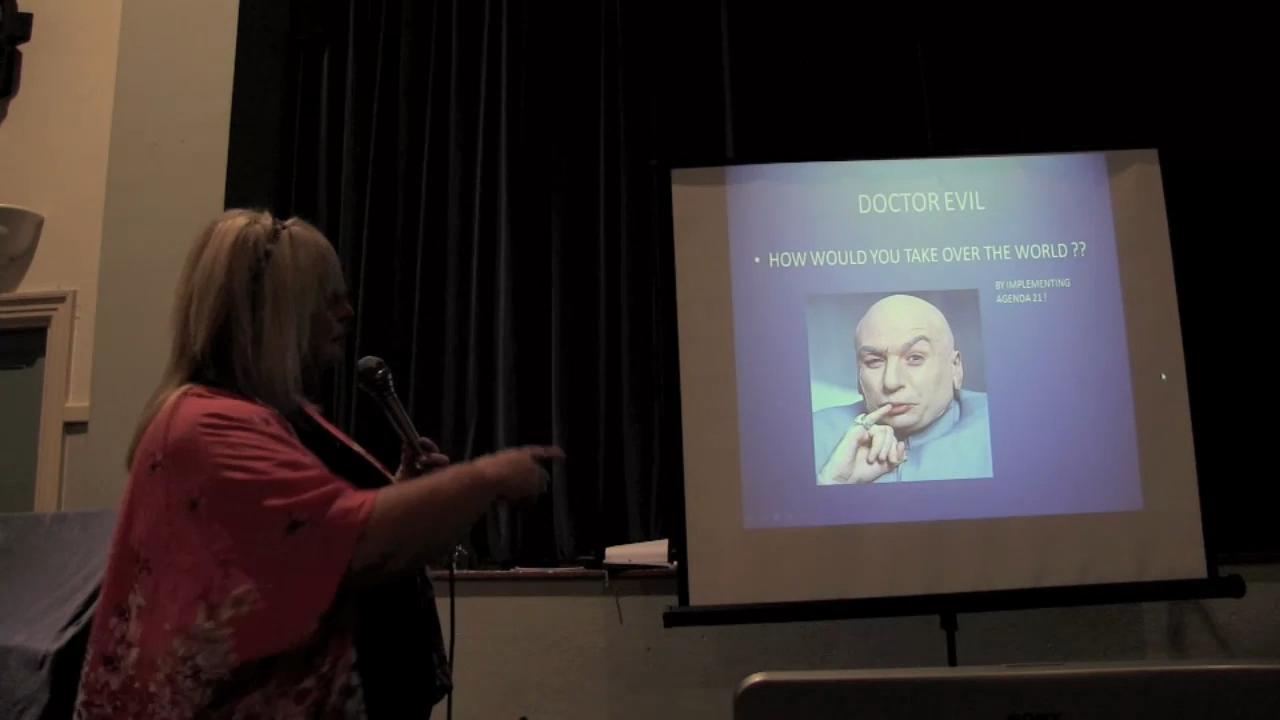 DOCTOR EVIL
• HOW WOULD YOU TAKE OVER THE WORLD ??
BY IMPLEMENTING
AGENDA 21 !